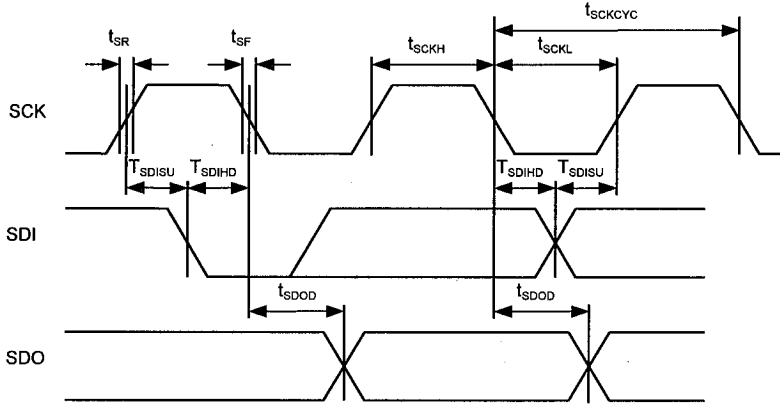 tSCKCYC
tSR
tSF
tSCKH
tSCKL
SCK
TSDISU
TSDIHD
TSDIHD
TSDISU
SDI
tSDOD
tSDOD
SDO